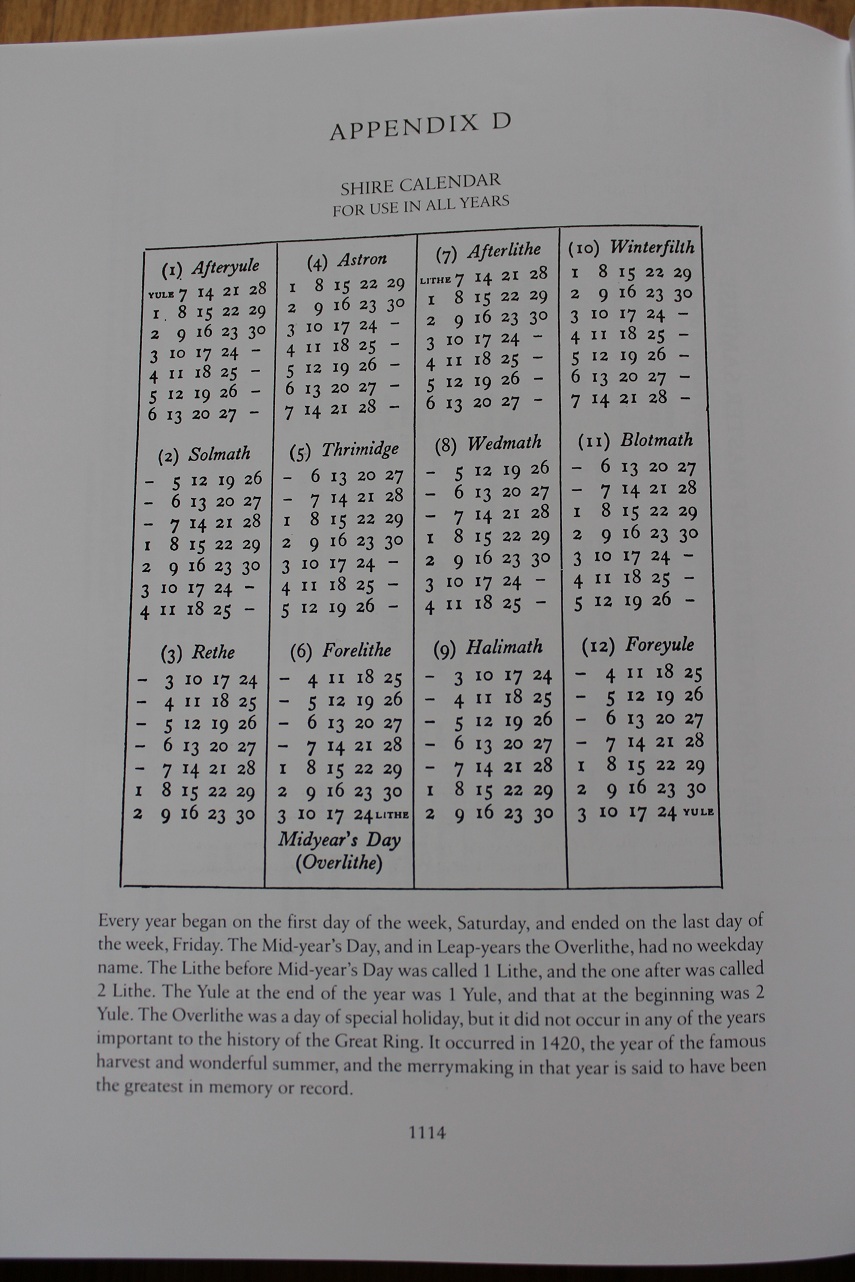 APPENDIX D
SHIRE CALENDAR
FOR USE IN ALL YEARS
(1) Afteryule
YULE 7 14 21 28
1 8 15 22 29
2 9 16 23 30
3 10 17 24 –
4 11 18 25 –
5 12 19 26 –
6 13 20 27 –
(2) Solmath
– 5 12 19 26
– 6 13 20 27
– 7 14 21 28
1 8 15 22 29
2 9 16 23 30
3 10 17 24 –
4 11 18 25 –
(3) Rethe
– 3 10 17 24
– 4 11 18 25
– 5 12 19 26
– 6 13 20 27
– 7 14 21 28
1 8 15 22 29
2 9 16 23 30
(4) Astron
1 8 15 22 29
2 9 16 23 30
3 10 17 24 –
4 11 18 25 –
5 12 19 26 –
6 13 20 27 –
7 14 21 28 –
(5) Thrimidge
– 6 13 20 27
– 7 14 21 28
1 8 15 22 29
2 9 16 23 30
3 10 17 24 –
4 11 18 25 –
5 12 19 26 –
(6) Forelithe
– 4 11 18 25
– 5 12 19 26
– 6 13 20 27
– 7 14 21 28
1 8 15 22 29
2 9 16 23 30
3 10 17 24 LITHE
Midyear's Day
(Overlithe)
(7) Afterlithe
LITHE 7 14 21 28
1 8 15 22 29
2 9 16 23 30
3 10 17 24 –
4 11 18 25 –
5 12 19 26 –
6 13 20 27 –
(8) Wedmath
– 5 12 19 26
– 6 13 20 27
– 7 14 21 28
1 8 15 22 29
2 9 16 23 30
3 10 17 24 –
4 11 18 25 –
(9) Halimath
– 3 10 17 24
– 4 11 18 25
– 5 12 19 26
– 6 13 20 27
– 7 14 21 28
1 8 15 22 29
2 9 16 23 30
(10) Winterfilth
1 8 15 22 29
2 9 16 23 30
3 10 17 24 –
4 11 18 25 –
5 12 19 26 –
6 13 20 27 –
7 14 21 28 –
(11) Blotmath
– 6 13 20 27
– 7 14 21 28
1 8 15 22 29
2 9 16 23 30
3 10 17 24 –
4 11 18 25 –
5 12 19 26 –
(12) Foreyule
– 4 11 18 25
– 5 12 19 26
– 6 13 20 27
– 7 14 21 28
1 8 15 22 29
2 9 16 23 30
3 10 17 24 YULE
Every year began on the first day of the week, Saturday, and ended on the last day of
the week, Friday. The Mid-year's Day, and in Leap-years the Overlithe, had no weekday
name. The Lithe before Mid-year's Day was called 1 Lithe, and the one after was called
2 Lithe. The Yule at the end of the year was 1 Yule, and that at the beginning was 2
Yule. The Overlithe was a day of special holiday, but it did not occur in any of the years
important to the history of the Great Ring. It occurred in 1420, the year of the famous
harvest and wonderful summer, and the merrymaking in that year is said to have been
the greatest in memory or record.
1114